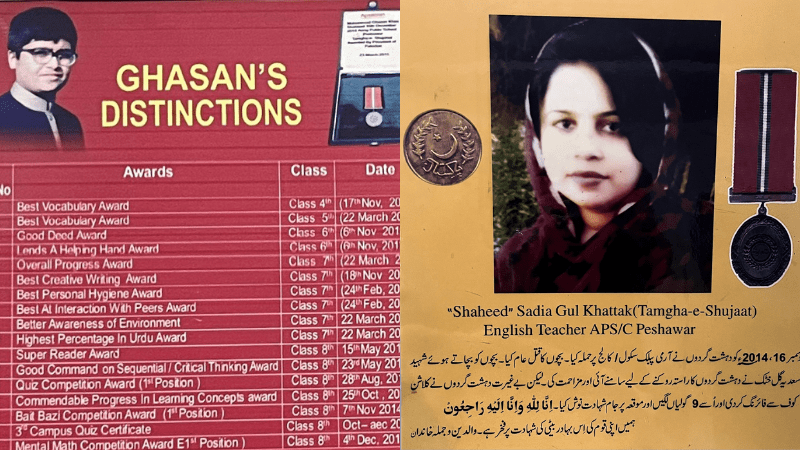 GHASAN'S
DISTINCTIONS
No
Awards
Class
Date
Best Vocabulary Award Class 4th (17th Nov, 20
Best Vocabulary Award Class 5th (22 March 20
Good Deed Award Class 6th (6th Nov 201
Lends A Helping Hand Award Class 6th (6th Nov, 201
Overall Progress Award Class 7th (22 March 20
Best Creative Writing Award Class 7th (18th Nov 20
Best Personal Hygiene Award Class 7th (24th Feb, 20
Best At Interaction With Peers Award Class 7th (24th Feb, 20
Better Awareness of Environment Class 7th 22 March 20
Highest Percentage In Urdu Award Class 7th 22 March 20
Super Reader Award Class 8th 15th May 201
Good Command on Sequential / Critical Thinking Award Class 8th 23rd May 201
Quiz Competition Award (1st Position) Class 8th 28th Aug, 201
Commendable Progress In Learning Concepts award Class 8th 25th Oct, 201
Bait Bazi Competition Award (1st Position) Class 8th 7th Nov 2014
3rd Campus Quiz Certificate Class 8th Oct-
Mental Math Competition Award E1st Position) Class 8th 4th Dec, 201
پاکستان
"Shaheed" Sadia Gul Khattak(Tamgha-e-Shujaat)
English Teacher APS/C Peshawar
16، 2014ء کو دہشت گردوں نے آرمی پبلک سکول / کالج پر حملہ کیا۔ بچوں کا قتل عام کیا۔ بچوں کو بچاتے ہوئے شہید
سعدیہ گل خٹک نے دہشت گردوں کا راستہ روکنے کے لیے سامنے آئی اور مزاحمت کی لیکن بے غیرت دہشت گردوں نے کلاشن
کوف سے فائرنگ کردی اور اُسے 9 گولیاں لگیں اور موقعہ پر جام شہادت نوش کیا۔ اِنَّا لِلّٰهِ وَاِنَّا اِلَيْهِ رَاجِعُوْنَ
ہمیں اپنی قوم کی اِس بہادر بیٹی کی شہادت پر فخر ہے۔ والدین و جملہ خاندان